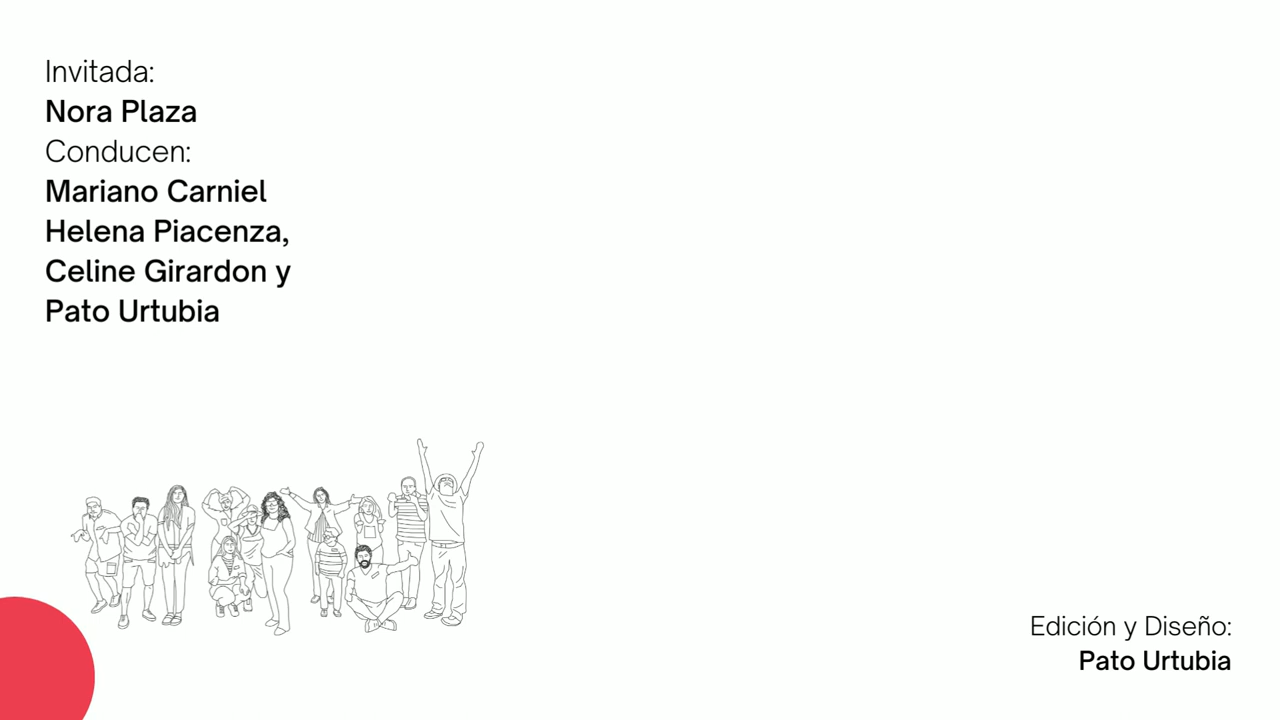 Invitada:
Nora Plaza
Conducen:
Mariano Carniel
Helena Piacenza,
Celine Girardon y
Pato Urtubia
Edición y Diseño:
Pato Urtubia